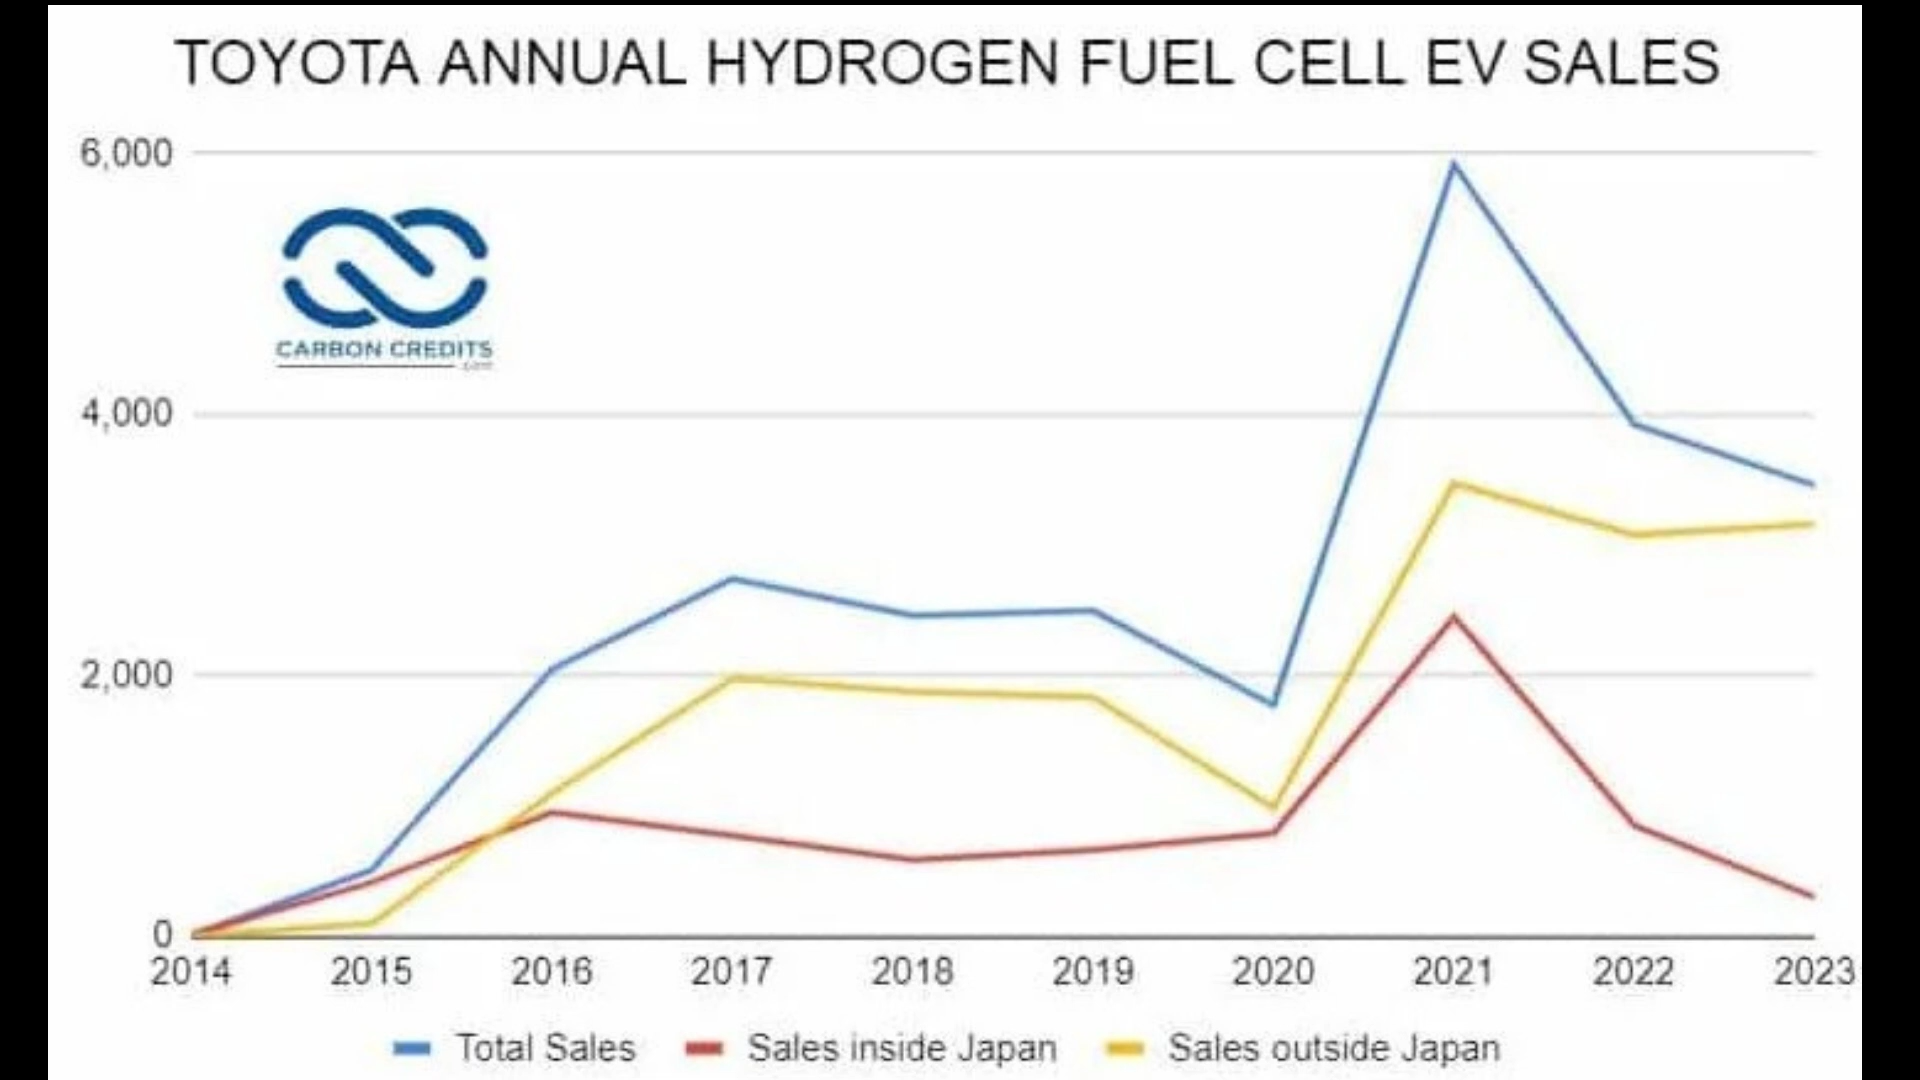 TOYOTA ANNUAL HYDROGEN FUEL CELL EV SALES
6,000
CARBON CREDITS
.com
4,000
2,000
0
2014 2015 2016 2017 2018 2019 2020 2021 2022 2023
Total Sales Sales inside Japan Sales outside Japan